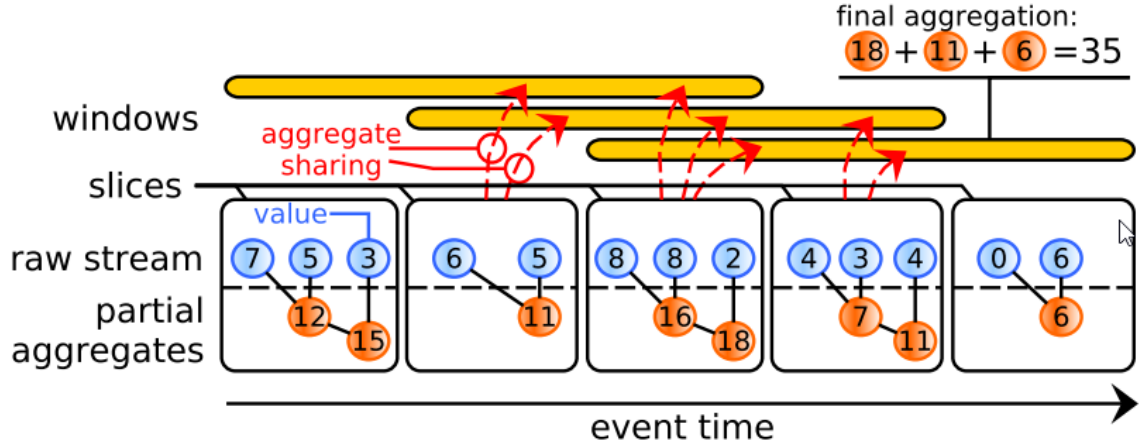 final aggregation:
18 + 11 + 6 =35
windows
aggregate
sharing
slices
value
raw stream
7 5 3 6 5 8 8 2 4 3 4 0 6
partial
aggregates
12 11 16 7 6
15 18 11
event time